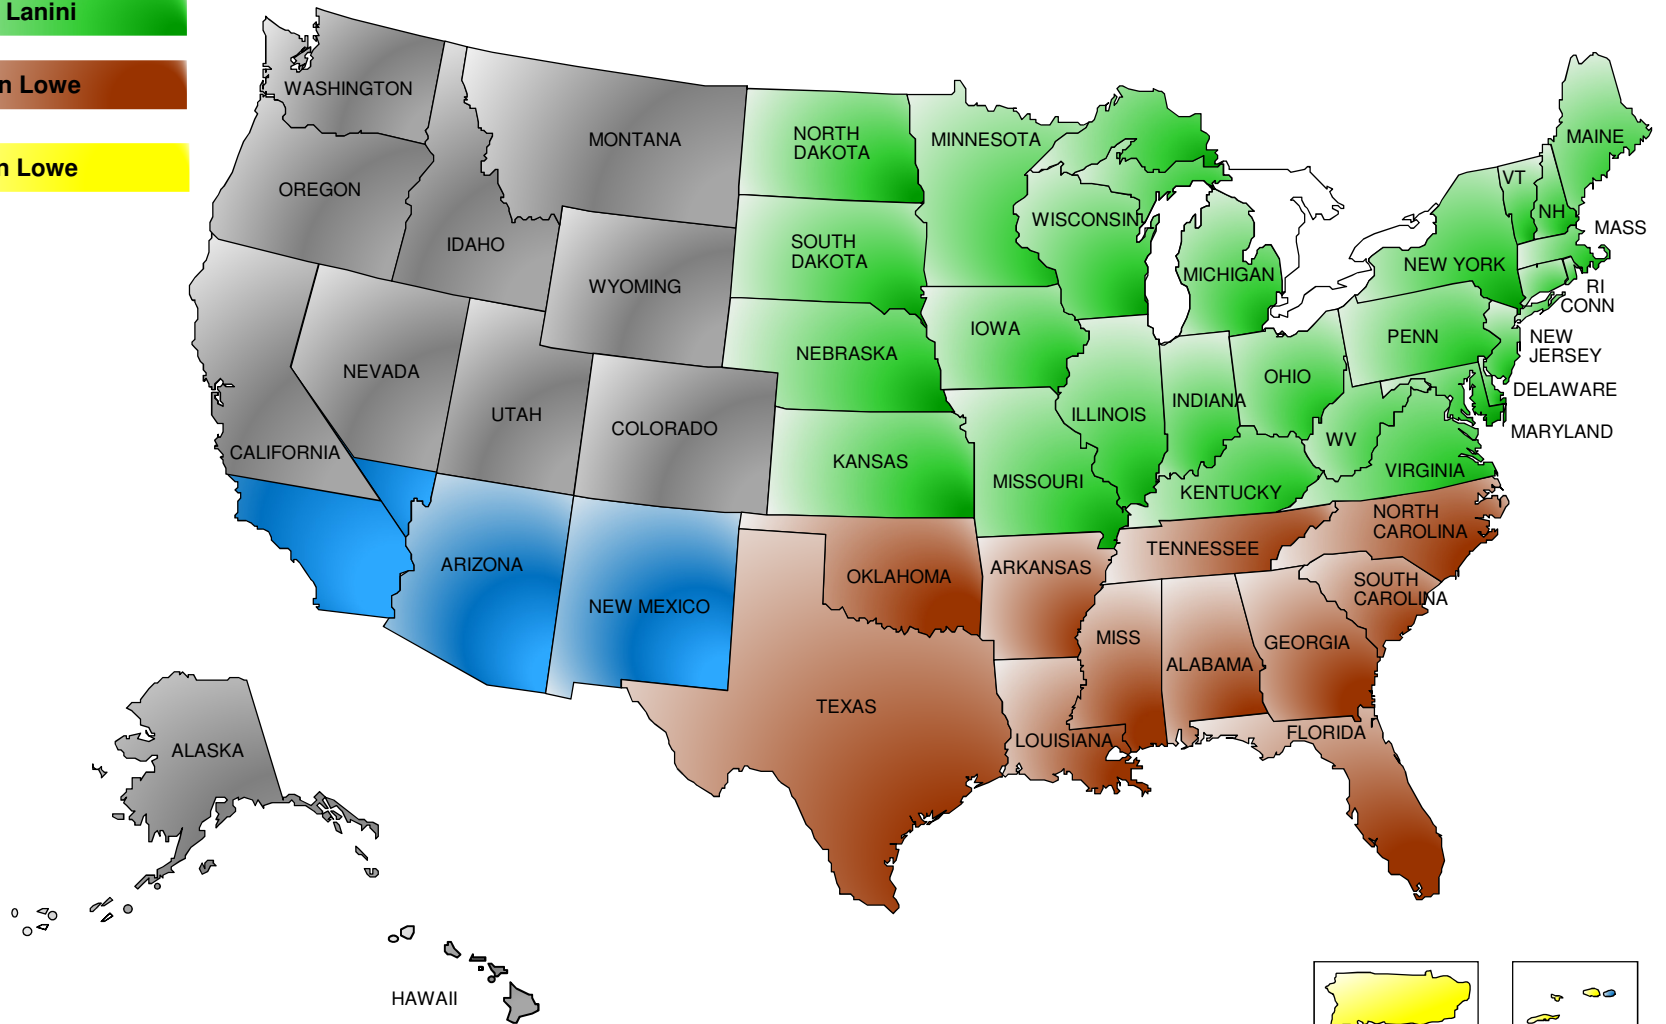 Lanini
n Lowe
n Lowe
WASHINGTON
MONTANA
NORTH
DAKOTA
MINNESOTA
MAINE
OREGON
VT
NH
IDAHO
SOUTH
DAKOTA
WISCONSIN
MASS
WYOMING
MICHIGAN
NEW YORK
RI
CONN
IOWA
NEBRASKA
PENN
NEW
JERSEY
NEVADA
OHIO
DELAWARE
UTAH
COLORADO
ILLINOIS
INDIANA
MARYLAND
CALIFORNIA
KANSAS
WV
VIRGINIA
MISSOURI
KENTUCKY
NORTH
CAROLINA
ARIZONA
OKLAHOMA
ARKANSAS
TENNESSEE
SOUTH
CAROLINA
NEW MEXICO
MISS
ALABAMA
GEORGIA
TEXAS
LOUISIANA
FLORIDA
ALASKA
HAWAII